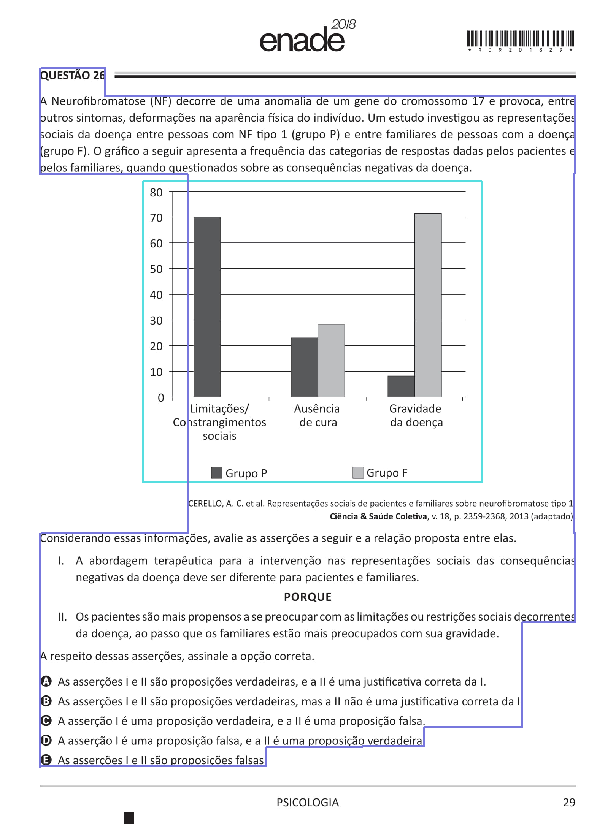 enade 2018
* R 0 9 2 0 1 8 2 9 *
QUESTÃO 26
A Neurofibromatose (NF) decorre de uma anomalia de um gene do cromossomo 17 e provoca, entre
outros sintomas, deformações na aparência física do indivíduo. Um estudo investigou as representações
sociais da doença entre pessoas com NF tipo 1 (grupo P) e entre familiares de pessoas com a doença
(grupo F). O gráfico a seguir apresenta a frequência das categorias de respostas dadas pelos pacientes e
pelos familiares, quando questionados sobre as consequências negativas da doença.
80
70
60
50
40
30
20
10
0
Limitações/
Constrangimentos
sociais
Ausência
de cura
Gravidade
da doença
Grupo P
Grupo F
CERELLO, A. C. et al. Representações sociais de pacientes e familiares sobre neurofibromatose tipo 1.
Ciência & Saúde Coletiva, v. 18, p. 2359-2368, 2013 (adaptado).
Considerando essas informações, avalie as asserções a seguir e a relação proposta entre elas.
I. A abordagem terapêutica para a intervenção nas representações sociais das consequências
negativas da doença deve ser diferente para pacientes e familiares.
PORQUE
II. Os pacientes são mais propensos a se preocupar com as limitações ou restrições sociais decorrentes
da doença, ao passo que os familiares estão mais preocupados com sua gravidade.
A respeito dessas asserções, assinale a opção correta.
A As asserções I e II são proposições verdadeiras, e a II é uma justificativa correta da I.
B As asserções I e II são proposições verdadeiras, mas a II não é uma justificativa correta da I.
C A asserção I é uma proposição verdadeira, e a II é uma proposição falsa.
D A asserção I é uma proposição falsa, e a II é uma proposição verdadeira.
E As asserções I e II são proposições falsas.
PSICOLOGIA
29